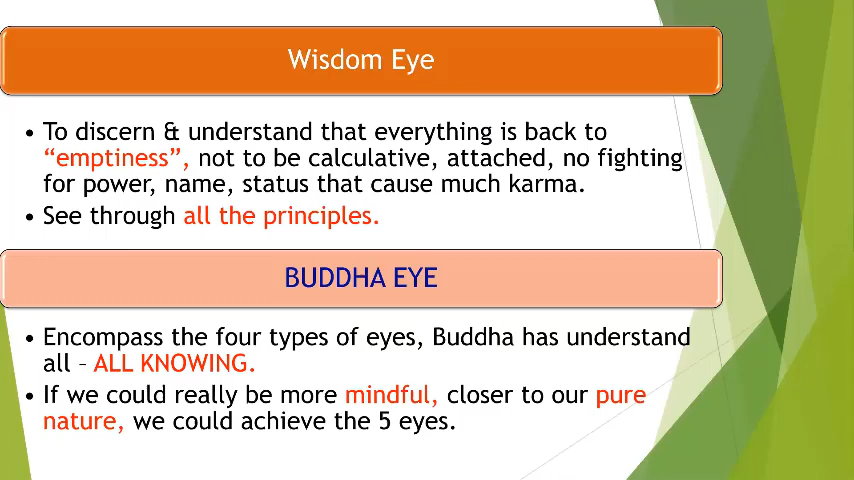 Wisdom Eye
• To discern & understand that everything is back to
“emptiness”, not to be calculative, attached, no fighting
for power, name, status that cause much karma.
• See through all the principles.
BUDDHA EYE
• Encompass the four types of eyes, Buddha has understand
all – ALL KNOWING.
• If we could really be more mindful, closer to our pure
nature, we could achieve the 5 eyes.